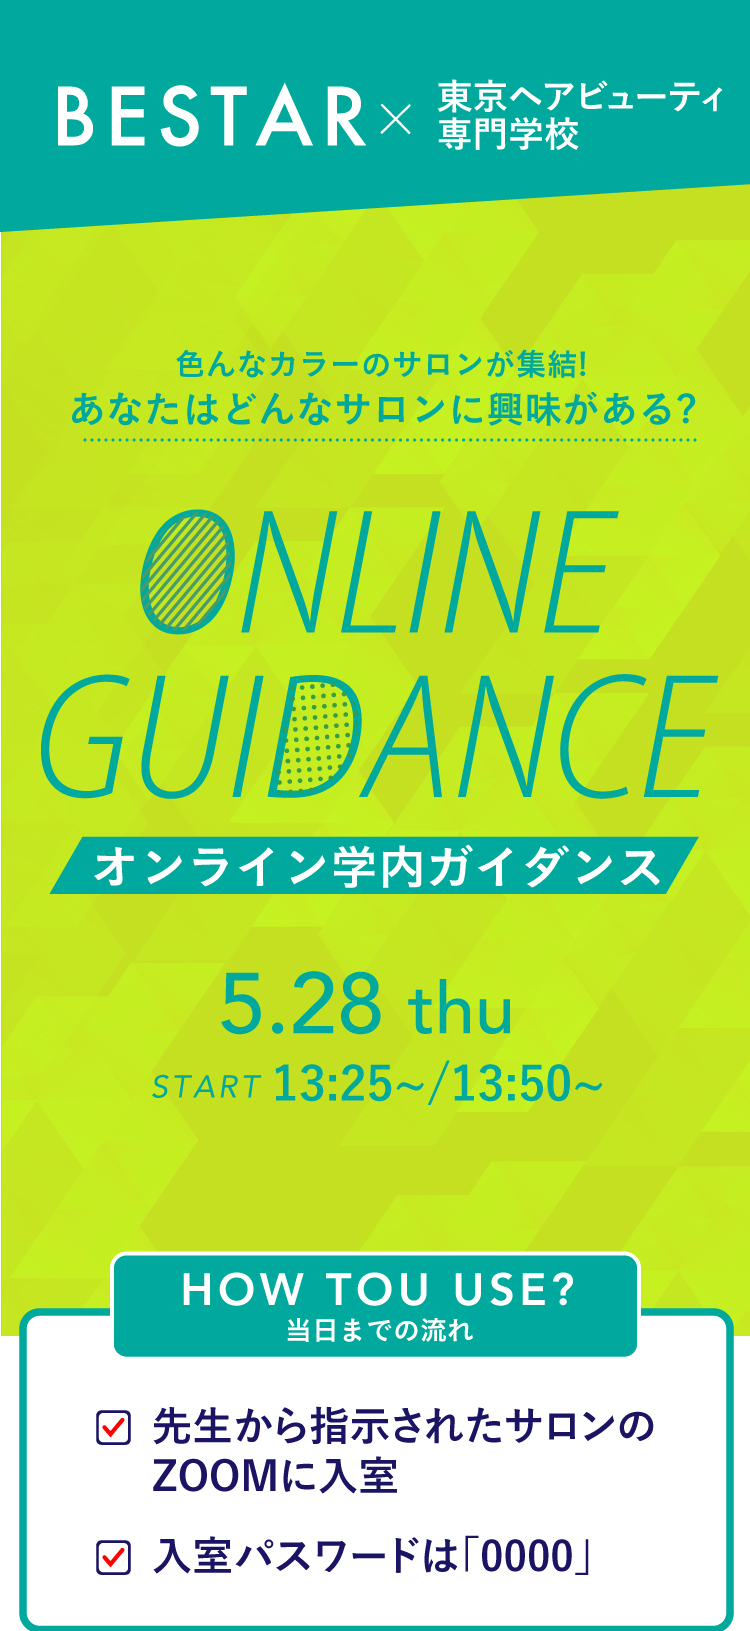 BESTAR × 東京ヘアビューティ
専門学校
色んなカラーのサロンが集結!
あなたはどんなサロンに興味がある?
ONLINE
GUIDANCE
オンライン学内ガイダンス
5.28 thu
START 13:25~/13:50~
HOW TOU USE?
当日までの流れ
先生から指示されたサロンの
ZOOMに入室
入室パスワードは「0000」